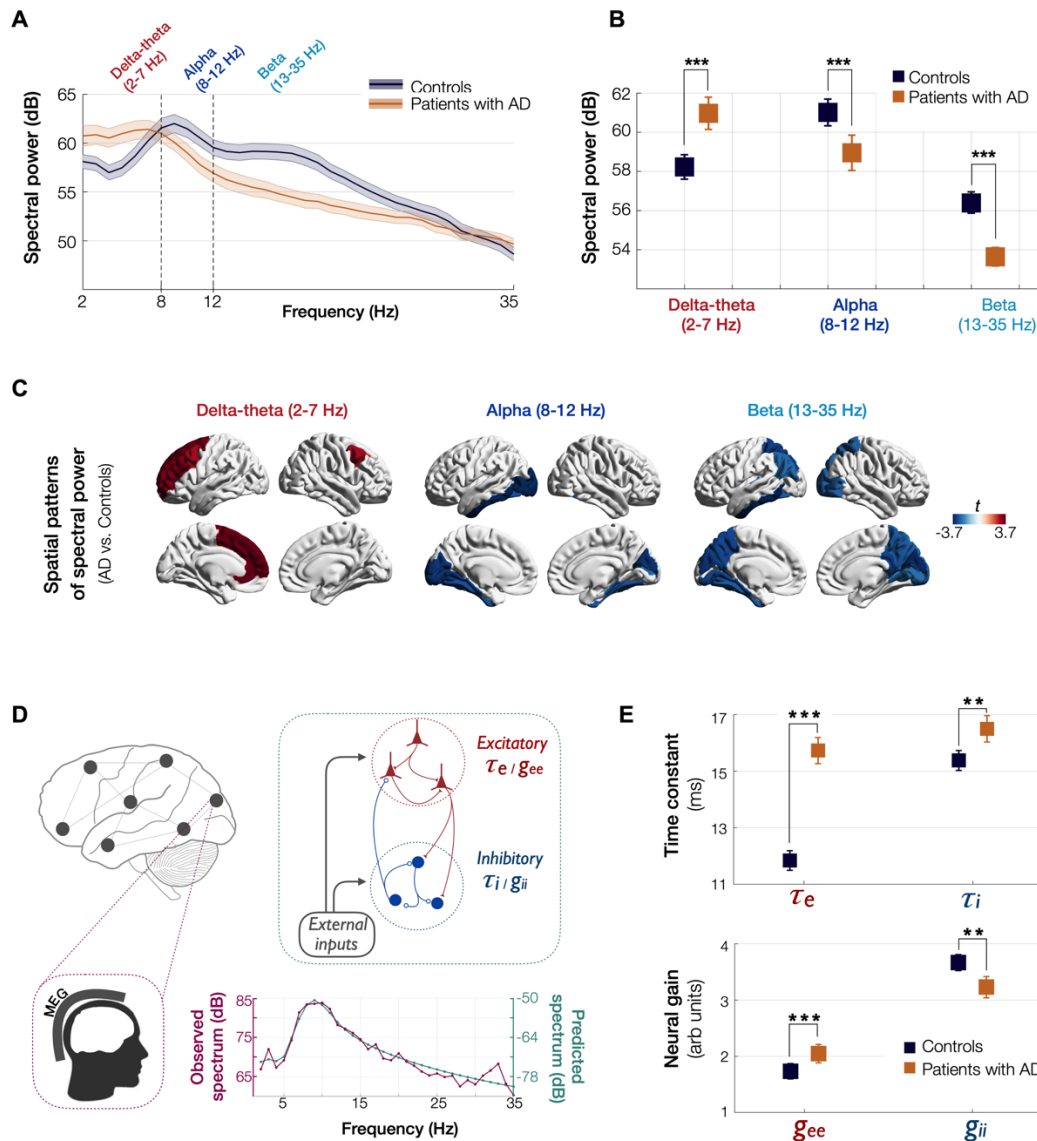 A
Delta-theta
(2-7 Hz)
Alpha
(8-12 Hz)
Beta
(13-35 Hz)
Controls
Patients with AD
Spectral power (dB)
65
60
55
50
2
8
12
Frequency (Hz)
35
B
***
***
***
Controls
Patients with AD
Spectral power (dB)
62
60
58
56
54
Delta-theta
(2-7 Hz)
Alpha
(8-12 Hz)
Beta
(13-35 Hz)
C
Delta-theta (2-7 Hz)
Alpha (8-12 Hz)
Beta (13-35 Hz)
Spatial patterns
of spectral power
(AD vs. Controls)
t
-3.7
3.7
D
Excitatory
τe / gee
Inhibitory
τi / gii
External
inputs
MEG
Observed
spectrum (dB)
85
75
65
5
15
25
35
Frequency (Hz)
-50
-64
-78
Predicted
spectrum (dB)
E
***
**
Time constant
(ms)
17
15
13
11
τe
τi
***
**
Neural gain
(arb units)
4
3
2
1
Controls
Patients with AD
gee
gii